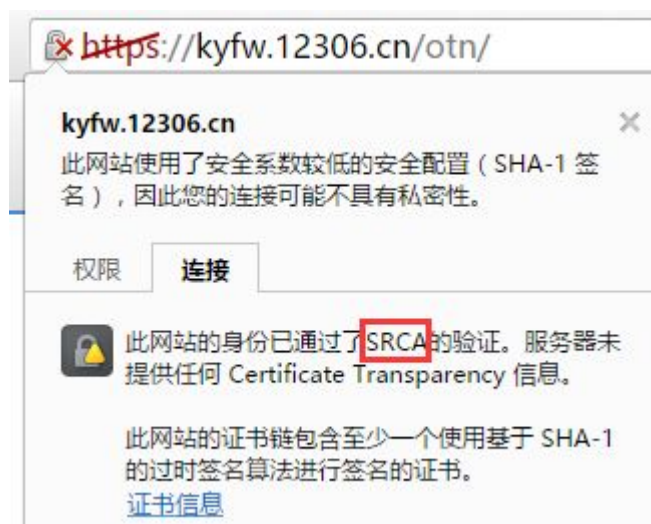 https://kyfw.12306.cn/otn/
kyfw.12306.cn
此网站使用了安全系数较低的安全配置（SHA-1 签
名），因此您的连接可能不具有私密性。
权限 连接
此网站的身份已通过了SRCA的验证。服务器未
提供任何 Certificate Transparency 信息。
此网站的证书链包含至少一个使用基于 SHA-1
的过时签名算法进行签名的证书。
证书信息